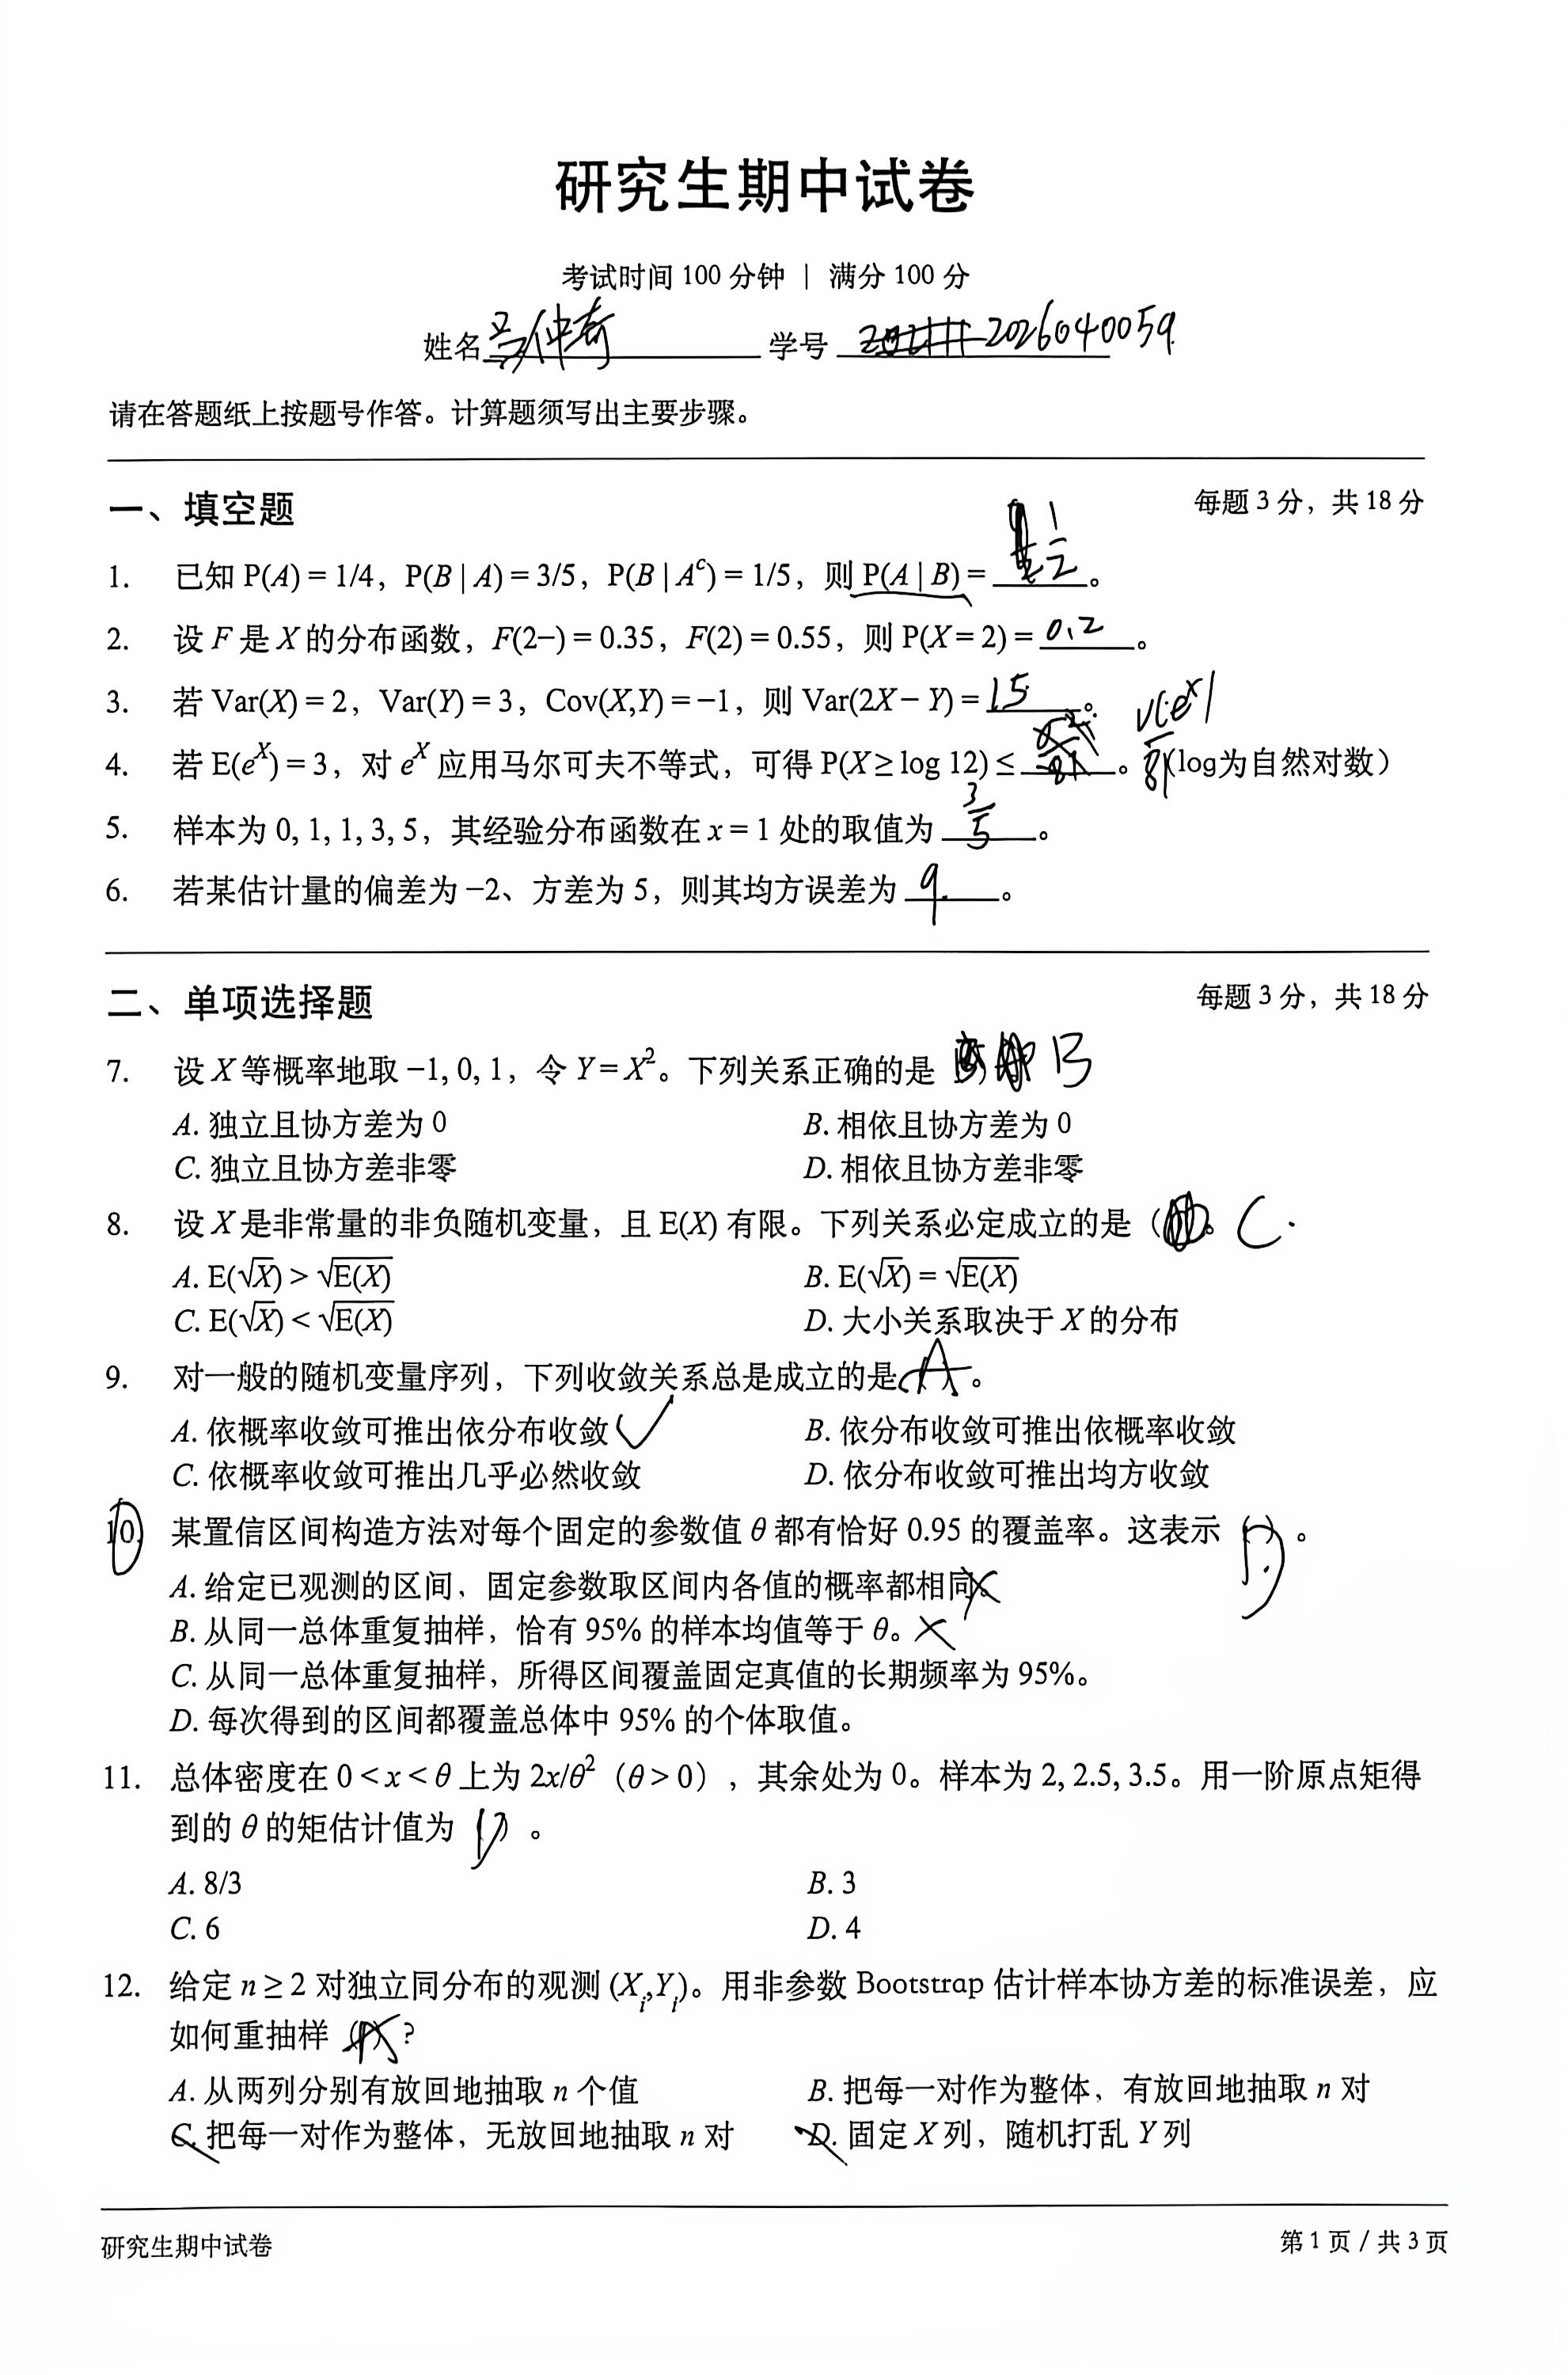 研究生期中试卷
考试时间 100 分钟 | 满分 100 分
姓名 仲奇 学号 2026040059
请在答题纸上按题号作答。计算题须写出主要步骤。
一、填空题 每题 3 分，共 18 分
1. 已知 P(A) = 1/4，P(B | A) = 3/5，P(B | Aᶜ) = 1/5，则 P(A | B) = 1/2。
2. 设 F 是 X 的分布函数，F(2−) = 0.35，F(2) = 0.55，则 P(X = 2) = 0.2。
3. 若 Var(X) = 2，Var(Y) = 3，Cov(X,Y) = −1，则 Var(2X − Y) = 15。
4. 若 E(eˣ) = 3，对 eˣ 应用马尔可夫不等式，可得 P(X ≥ log 12) ≤ 。V(eˣ)/81 (log为自然对数）
5. 样本为 0, 1, 1, 3, 5，其经验分布函数在 x = 1 处的取值为 3/5。
6. 若某估计量的偏差为 −2、方差为 5，则其均方误差为 9。
二、单项选择题 每题 3 分，共 18 分
7. 设 X 等概率地取 −1, 0, 1，令 Y = X²。下列关系正确的是 B
A. 独立且协方差为 0 B. 相依且协方差为 0
C. 独立且协方差非零 D. 相依且协方差非零
8. 设 X 是非常量的非负随机变量，且 E(X) 有限。下列关系必定成立的是（ 。 C.
A. E(√X) > √E(X) B. E(√X) = √E(X)
C. E(√X) < √E(X) D. 大小关系取决于 X 的分布
9. 对一般的随机变量序列，下列收敛关系总是成立的是 (A) 。
A. 依概率收敛可推出依分布收敛 ✓ B. 依分布收敛可推出依概率收敛
C. 依概率收敛可推出几乎必然收敛 D. 依分布收敛可推出均方收敛
10. 某置信区间构造方法对每个固定的参数值 θ 都有恰好 0.95 的覆盖率。这表示 ( ) 。
A. 给定已观测的区间，固定参数取区间内各值的概率都相同。
B. 从同一总体重复抽样，恰有 95% 的样本均值等于 θ。
C. 从同一总体重复抽样，所得区间覆盖固定真值的长期频率为 95%。
D. 每次得到的区间都覆盖总体中 95% 的个体取值。
11. 总体密度在 0 < x < θ 上为 2x/θ²（θ > 0），其余处为 0。样本为 2, 2.5, 3.5。用一阶原点矩得
到的 θ 的矩估计值为 (D) 。
A. 8/3 B. 3
C. 6 D. 4
12. 给定 n ≥ 2 对独立同分布的观测 (Xᵢ,Yᵢ)。用非参数 Bootstrap 估计样本协方差的标准误差，应
如何重抽样 ( ) ?
A. 从两列分别有放回地抽取 n 个值 B. 把每一对作为整体，有放回地抽取 n 对
C. 把每一对作为整体，无放回地抽取 n 对 D. 固定 X 列，随机打乱 Y 列
研究生期中试卷 第 1 页 / 共 3 页